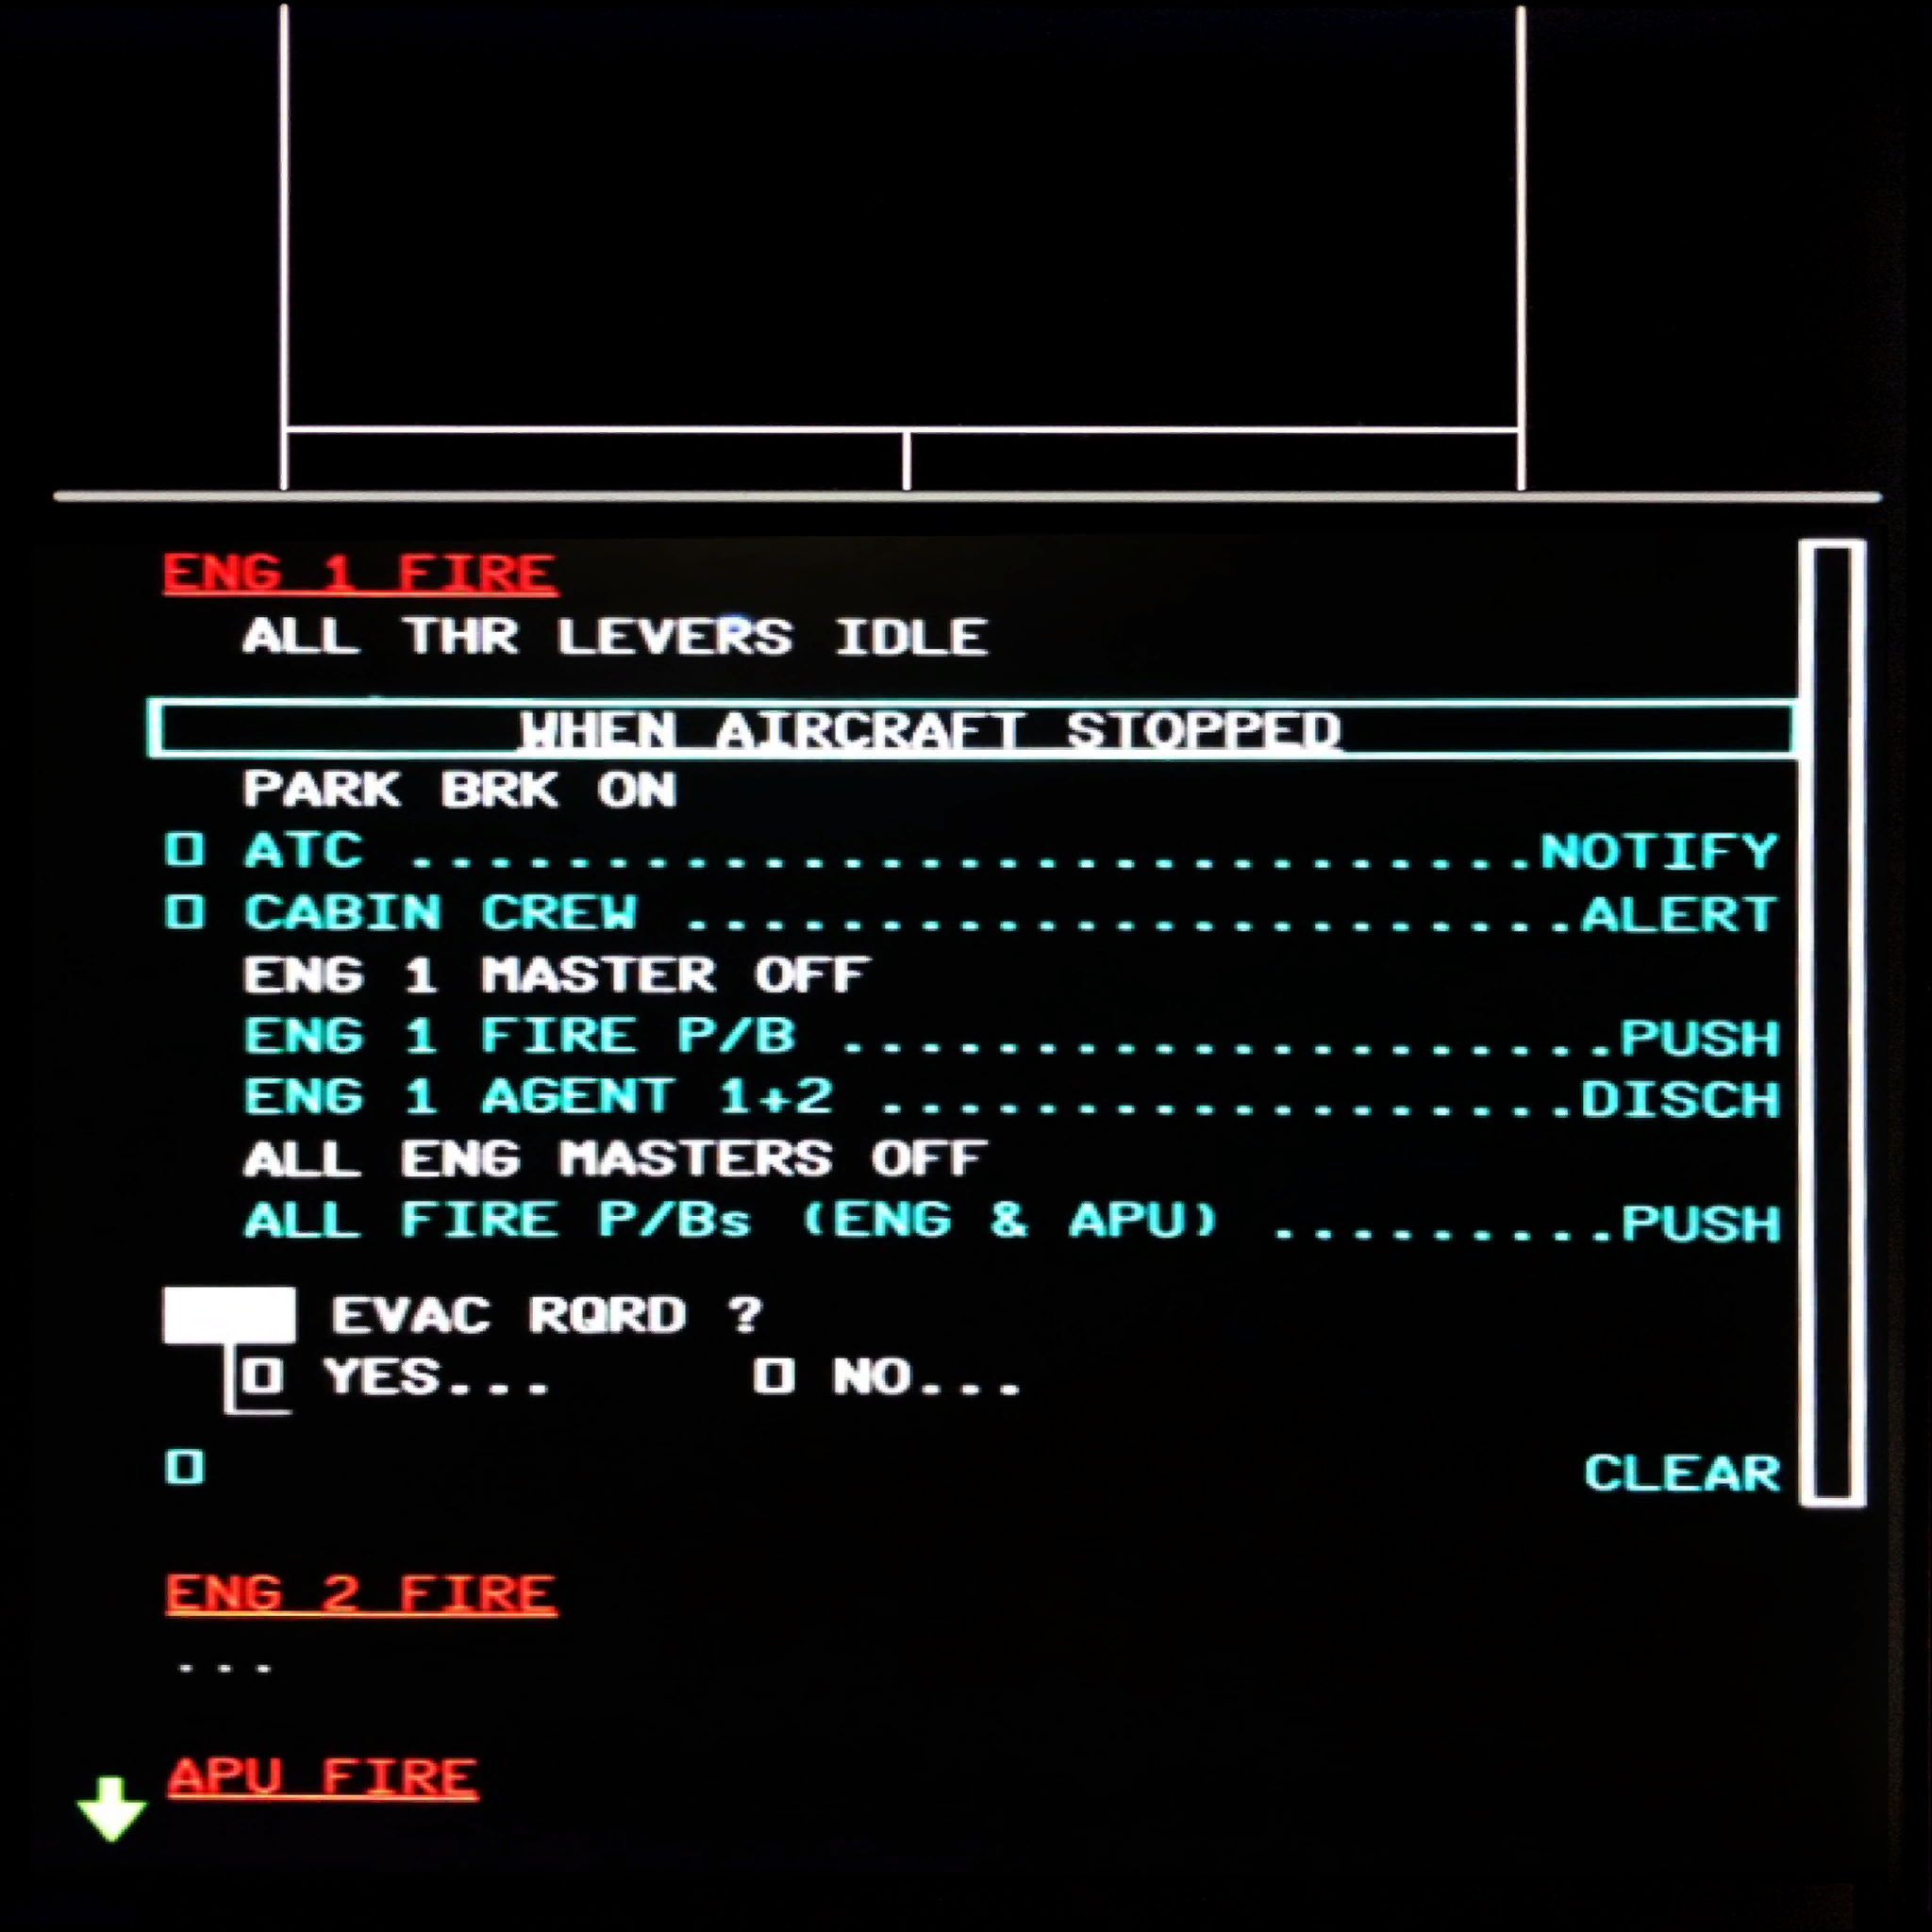 ENG 1 FIRE
ALL THR LEVERS IDLE
WHEN AIRCRAFT STOPPED
PARK BRK ON
ATC .............................NOTIFY
CABIN CREW .......................ALERT
ENG 1 MASTER OFF
ENG 1 FIRE P/B ....................PUSH
ENG 1 AGENT 1+2 ..................DISCH
ALL ENG MASTERS OFF
ALL FIRE P/Bs (ENG & APU) .........PUSH
EVAC RQRD ?
YES... NO...
CLEAR
ENG 2 FIRE
...
APU FIRE